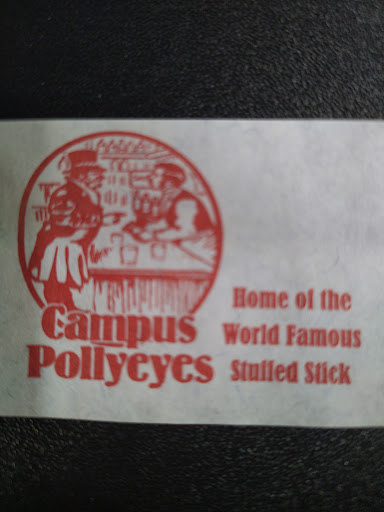 Campus
Pollyeyes
Home of the
World Famous
Stuffed Stick